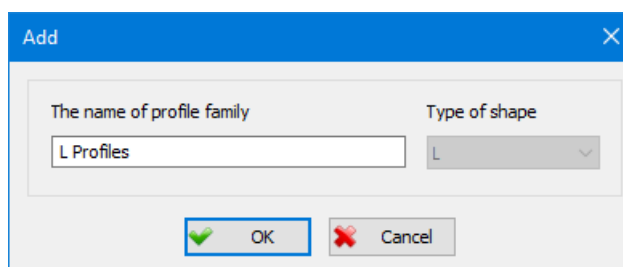 Add
The name of profile family
Type of shape
L Profiles
L
OK
Cancel